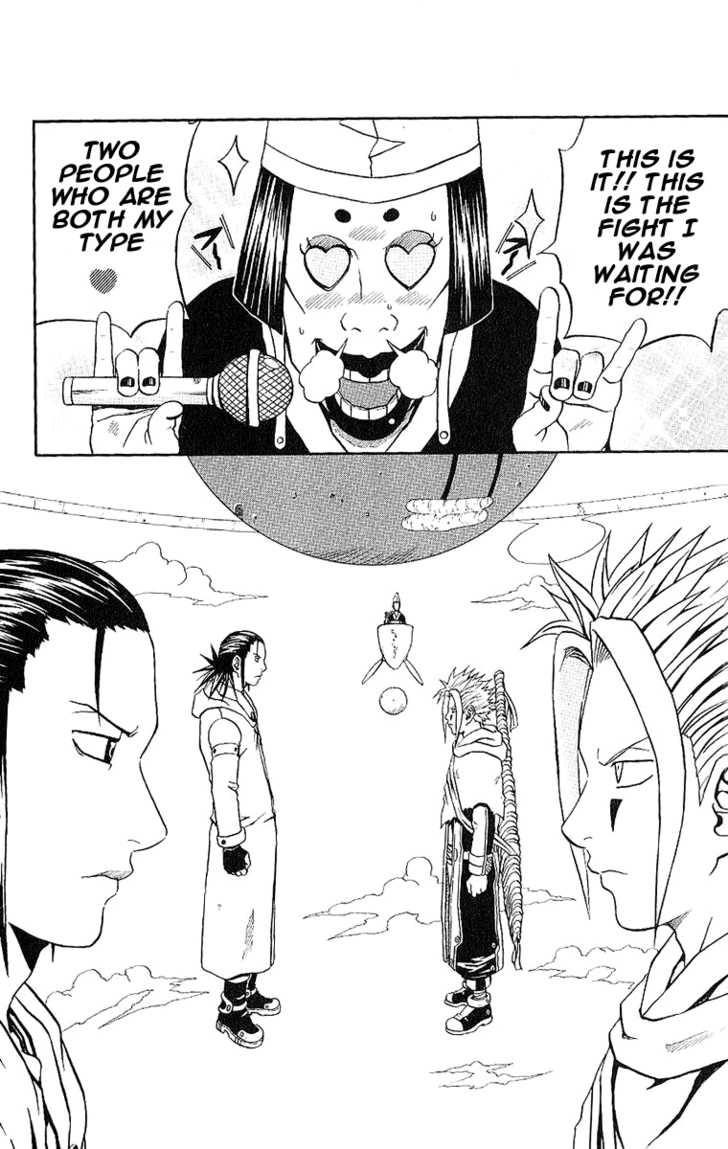 THIS IS
IT!! THIS
IS THE
FIGHT I
WAS
WAITING
FOR!!
TWO
PEOPLE
WHO ARE
BOTH MY
TYPE